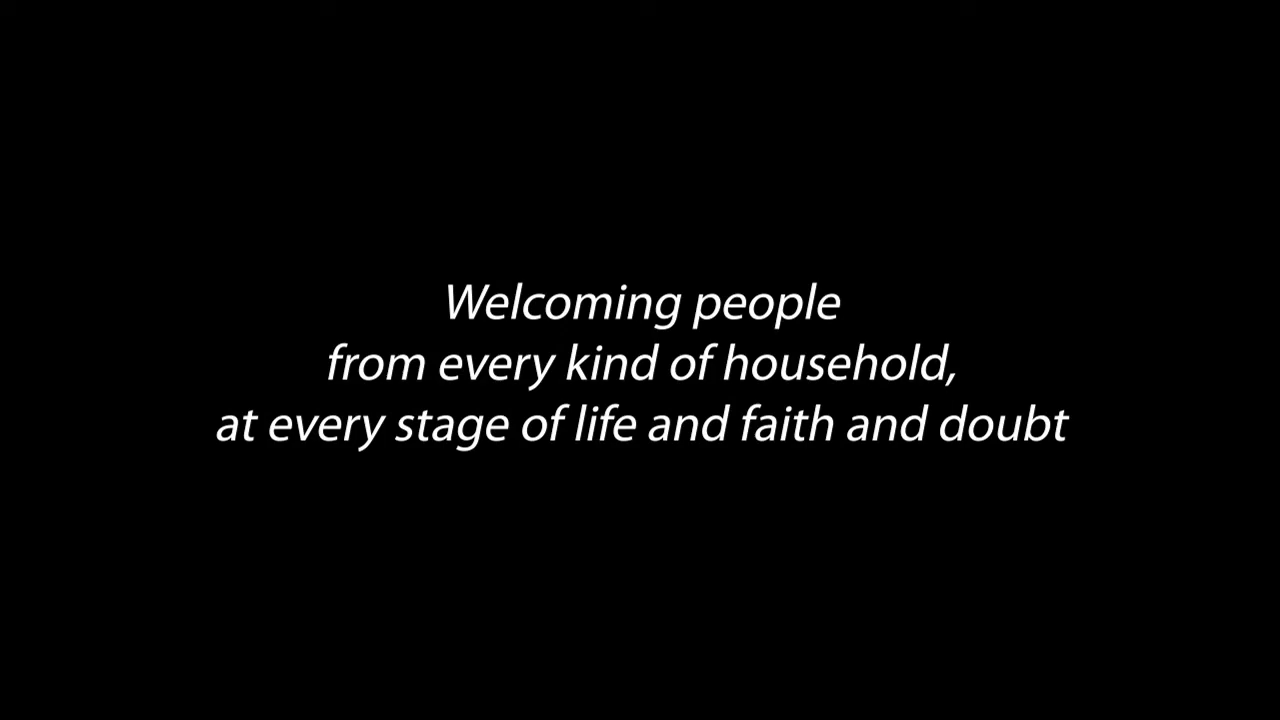 Welcoming people
from every kind of household,
at every stage of life and faith and doubt